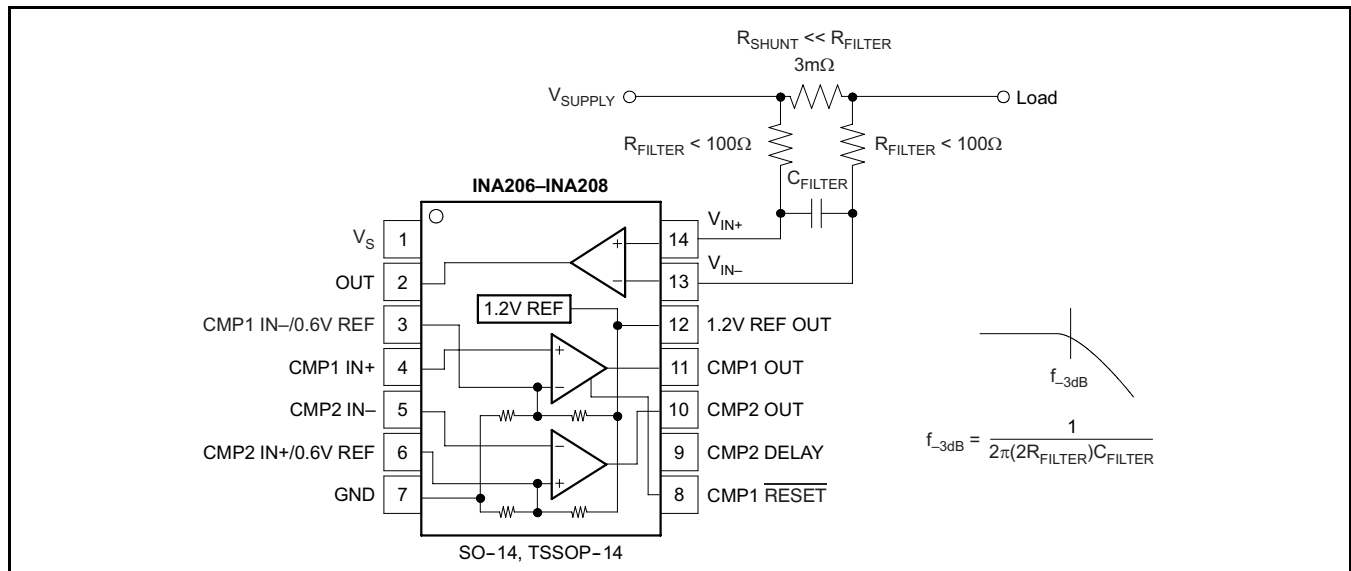 R_SHUNT << R_FILTER
3mΩ
V_SUPPLY
Load
R_FILTER < 100Ω
R_FILTER < 100Ω
C_FILTER
INA206–INA208
V_IN+
V_IN–
V_S 1
OUT 2
CMP1 IN–/0.6V REF 3
CMP1 IN+ 4
CMP2 IN– 5
CMP2 IN+/0.6V REF 6
GND 7
+
–
1.2V REF
+
–
–
+
14
13
12 1.2V REF OUT
11 CMP1 OUT
10 CMP2 OUT
9 CMP2 DELAY
8 CMP1 R̅E̅S̅E̅T̅
SO–14, TSSOP–14
f_–3dB
f_–3dB = 1 / 2π(2R_FILTER)C_FILTER